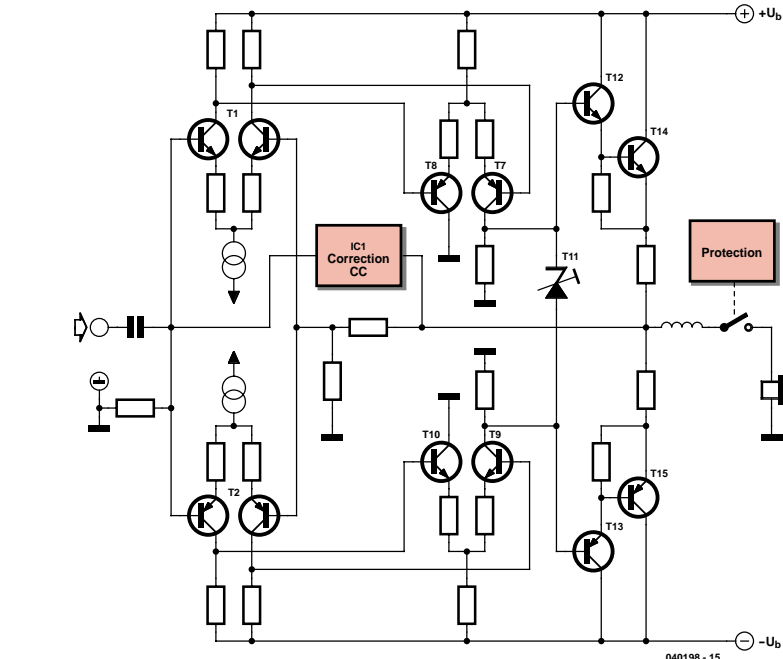 +Ub
T12
T1
T14
T8
T7
IC1
Correction
CC
T11
Protection
T10
T9
T2
T15
T13
–Ub
040198 - 15